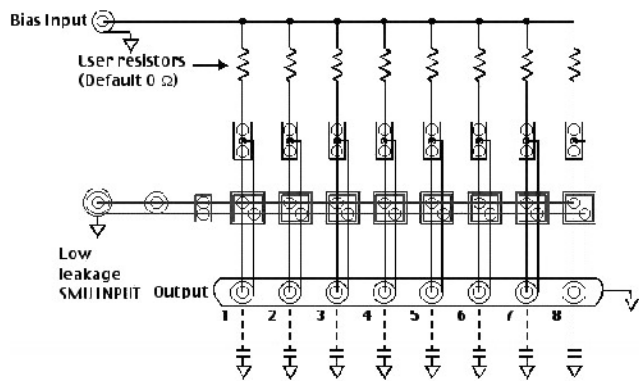 Bias Input
User resistors
(Default 0 Ω)
Low
leakage
SMU INPUT
Output
1 2 3 4 5 6 7 8